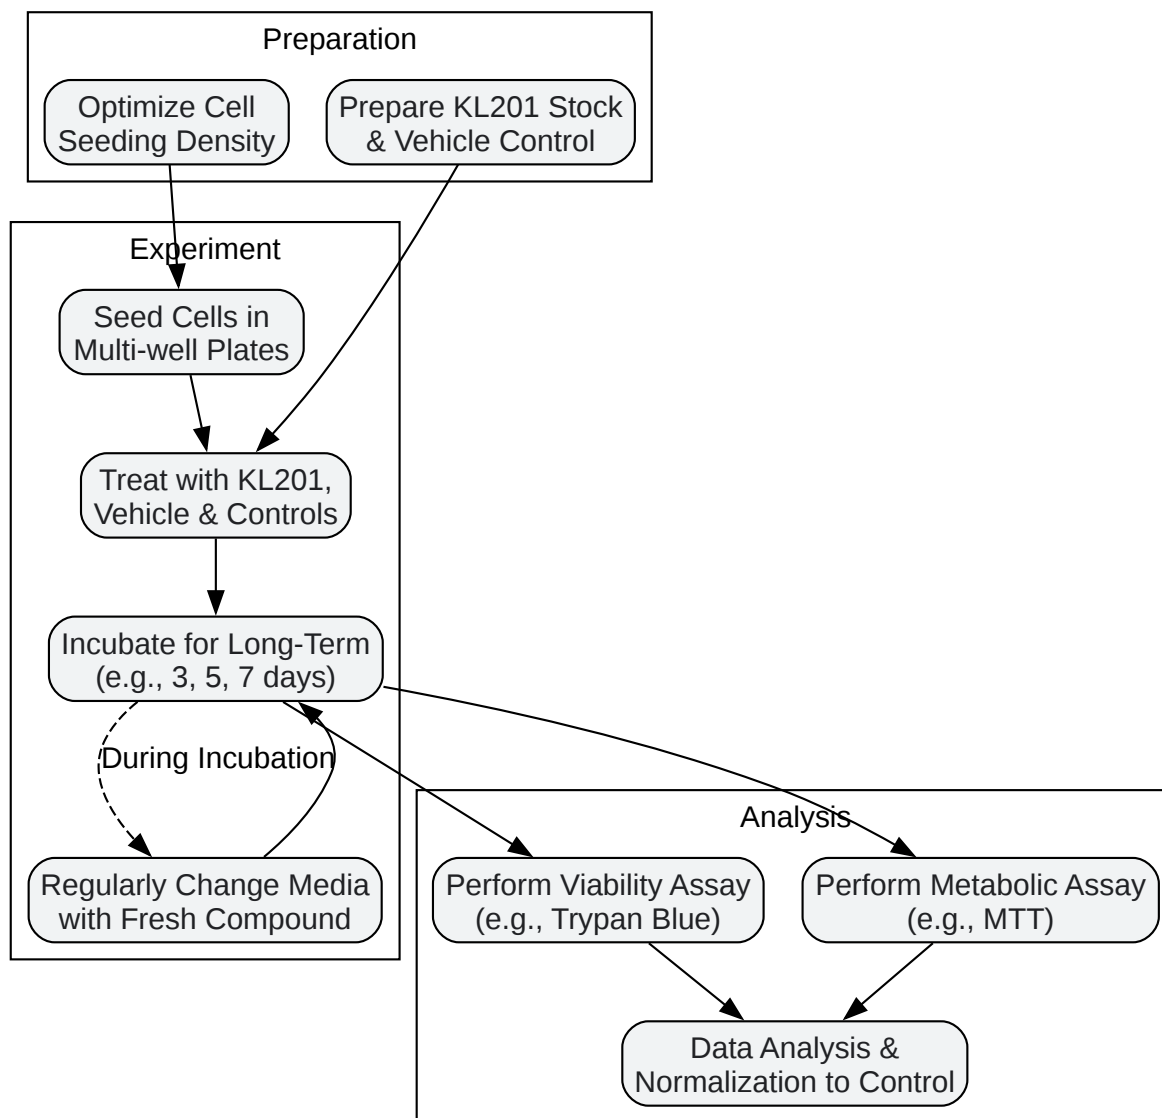 Preparation
Optimize Cell
Seeding Density
Prepare KL201 Stock
& Vehicle Control
Experiment
Seed Cells in
Multi-well Plates
Treat with KL201,
Vehicle & Controls
Incubate for Long-Term
(e.g., 3, 5, 7 days)
During Incubation
Regularly Change Media
with Fresh Compound
Analysis
Perform Viability Assay
(e.g., Trypan Blue)
Perform Metabolic Assay
(e.g., MTT)
Data Analysis &
Normalization to Control